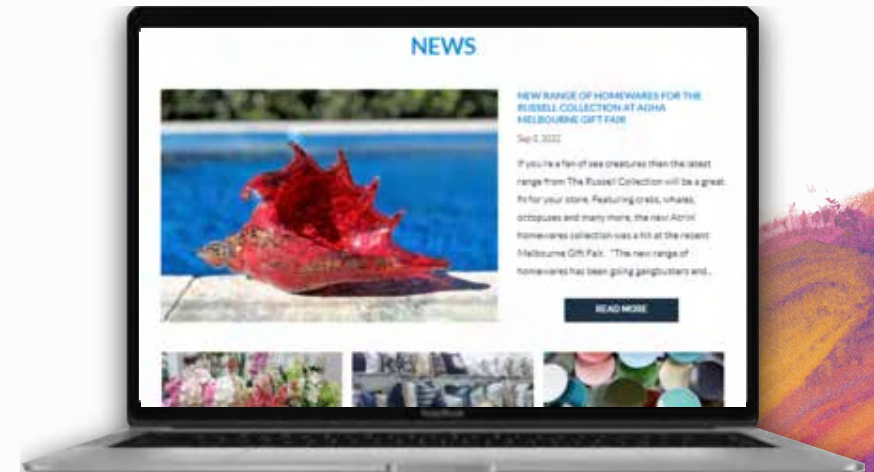 NEWS
NEW RANGE OF HOMEWARES FOR THE
RUSSELL COLLECTION AT AGHA
MELBOURNE GIFT FAIR
Sep 5, 2022
If you're a fan of sea creatures then the latest
range from The Russell Collection will be a great
fit for your store. Featuring crabs, whales,
octopuses and many more, the new Atrixi
homewares collection was a hit at the recent
Melbourne Gift Fair. "The new range of
homewares has been going gangbusters and...
READ MORE